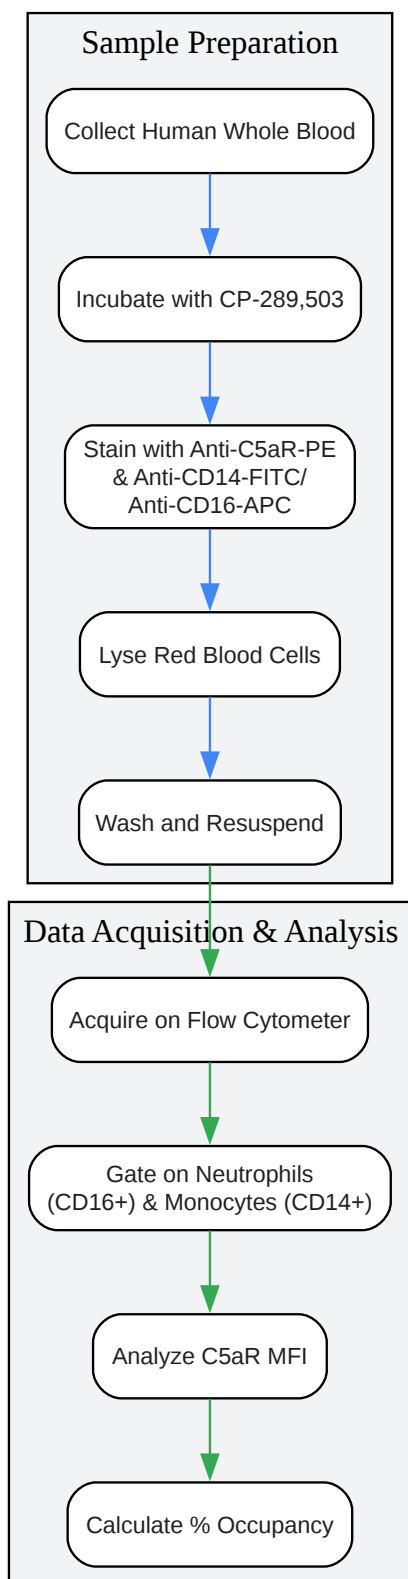 Sample Preparation
Collect Human Whole Blood
Incubate with CP-289,503
Stain with Anti-C5aR-PE
& Anti-CD14-FITC/
Anti-CD16-APC
Lyse Red Blood Cells
Wash and Resuspend
Data Acquisition & Analysis
Acquire on Flow Cytometer
Gate on Neutrophils
(CD16+) & Monocytes (CD14+)
Analyze C5aR MFI
Calculate % Occupancy